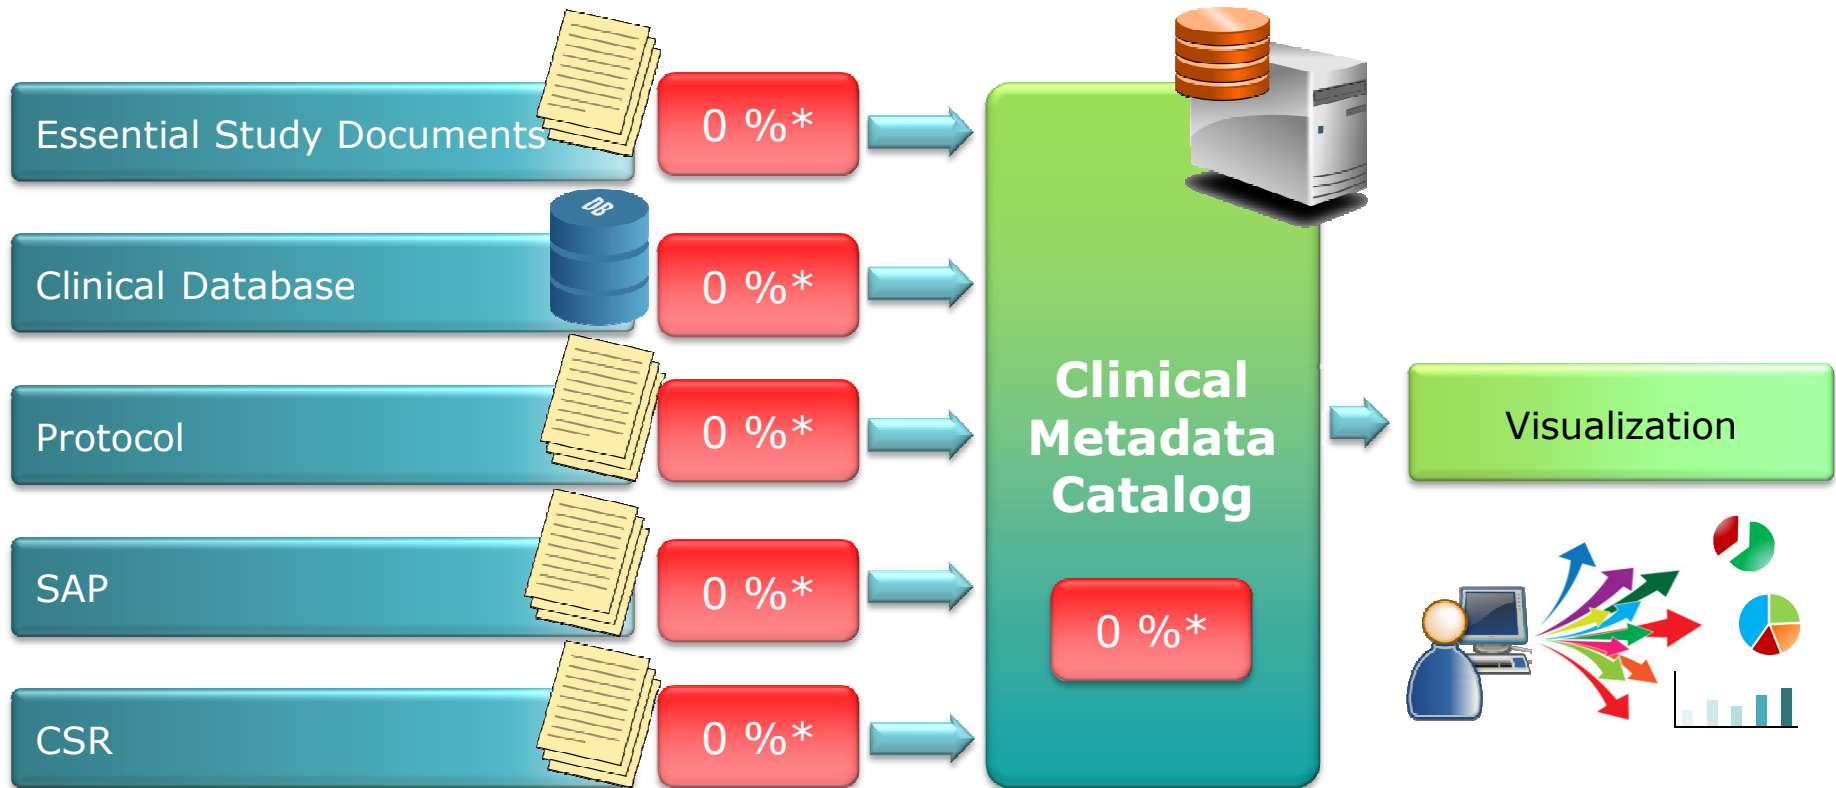 Essential Study Documents
0 %*
DB
Clinical Database
0 %*
Protocol
0 %*
SAP
0 %*
CSR
0 %*
Clinical
Metadata
Catalog
0 %*
Visualization